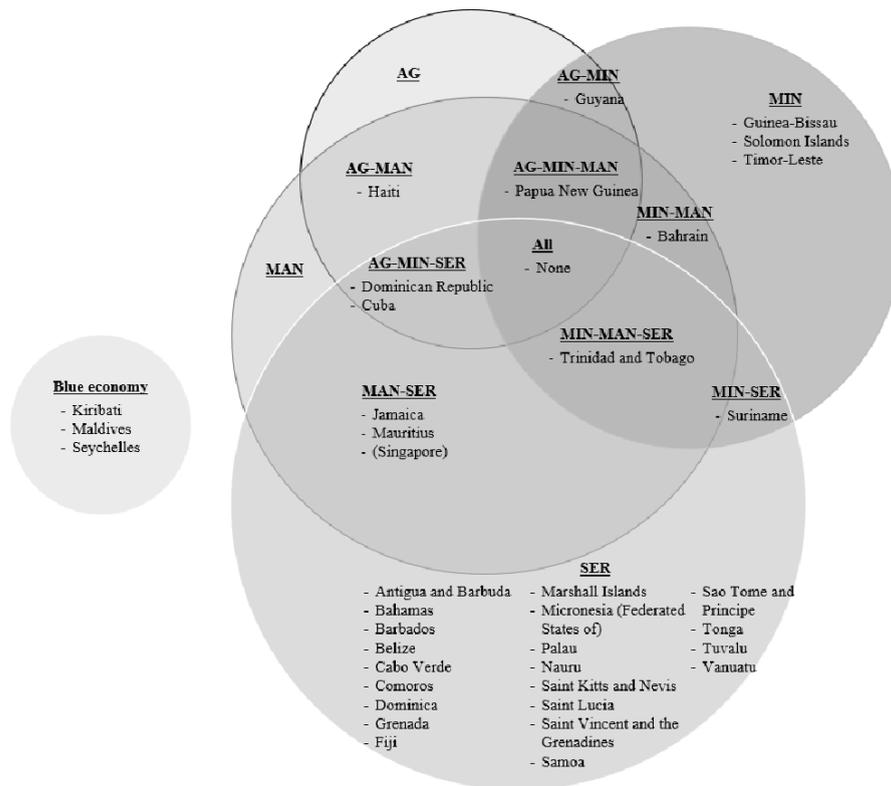 AG
AG-MIN
- Guyana
MIN
- Guinea-Bissau
- Solomon Islands
- Timor-Leste
AG-MAN
- Haiti
AG-MIN-MAN
- Papua New Guinea
MIN-MAN
- Bahrain
All
- None
MAN
AG-MIN-SER
- Dominican Republic
- Cuba
MIN-MAN-SER
- Trinidad and Tobago
Blue economy
- Kiribati
- Maldives
- Seychelles
MAN-SER
- Jamaica
- Mauritius
- (Singapore)
MIN-SER
- Suriname
SER
- Antigua and Barbuda
- Bahamas
- Barbados
- Belize
- Cabo Verde
- Comoros
- Dominica
- Grenada
- Fiji
- Marshall Islands
- Micronesia (Federated
States of)
- Palau
- Nauru
- Saint Kitts and Nevis
- Saint Lucia
- Saint Vincent and the
Grenadines
- Samoa
- Sao Tome and
Principe
- Tonga
- Tuvalu
- Vanuatu